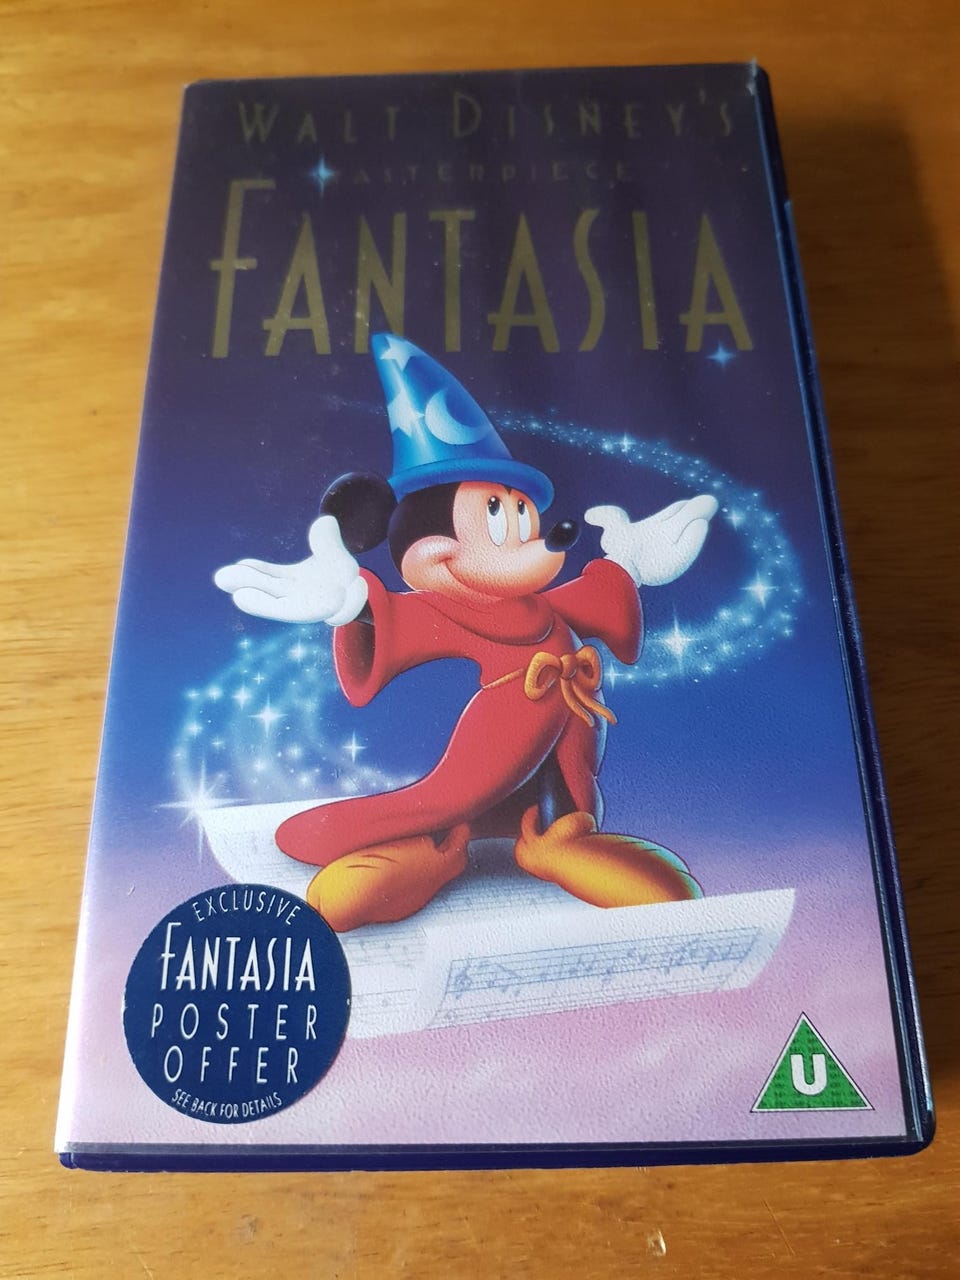 WALT DISNEY'S
MASTERPIECE
FANTASIA
EXCLUSIVE
FANTASIA
POSTER
OFFER
SEE BACK FOR DETAILS
U